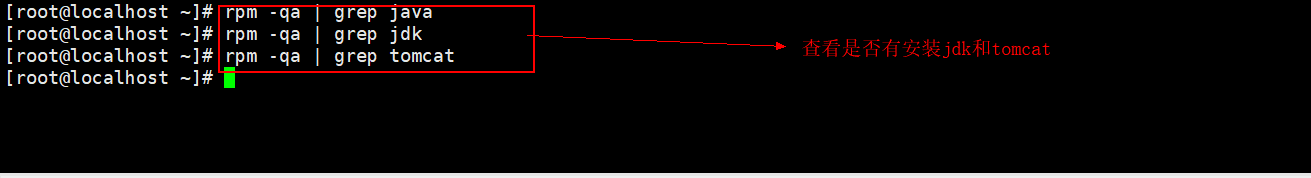 [root@localhost ~]# rpm -qa | grep java
[root@localhost ~]# rpm -qa | grep jdk
[root@localhost ~]# rpm -qa | grep tomcat
[root@localhost ~]#
查看是否有安装jdk和tomcat